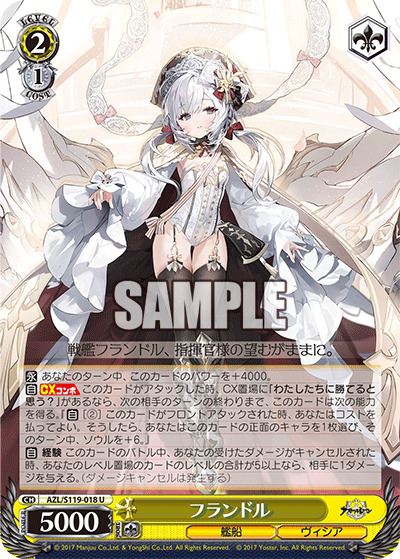 LEVEL
2
1
COST
SAMPLE
戦艦フランドル、指揮官様の望むがままに。
永 あなたのターン中、このカードのパワーを＋4000。
自 CXコンボ このカードがアタックした時、CX置場に「わたしたちに勝てると
思う？」があるなら、次の相手のターンの終わりまで、このカードは次の能力
を得る。『自［②］ このカードがフロントアタックされた時、あなたはコストを
払ってよい。そうしたら、あなたはこのカードの正面のキャラを1枚選び、そ
のターン中、ソウルを＋6。』
自 経験 このカードのバトル中、あなたの受けたダメージがキャンセルされた
時、あなたのレベル置場のカードのレベルの合計が5以上なら、相手に1ダメー
ジを与える。（ダメージキャンセルは発生する）
CH AZL/S119-018 U
5000
フランドル
艦船
ヴィシア
アズールレーン
© 2017 Manjuu Co.,Ltd. & YongShi Co.,Ltd. All Rights Reserved. © 2017 Yostar, Inc. All Rights Reserved.